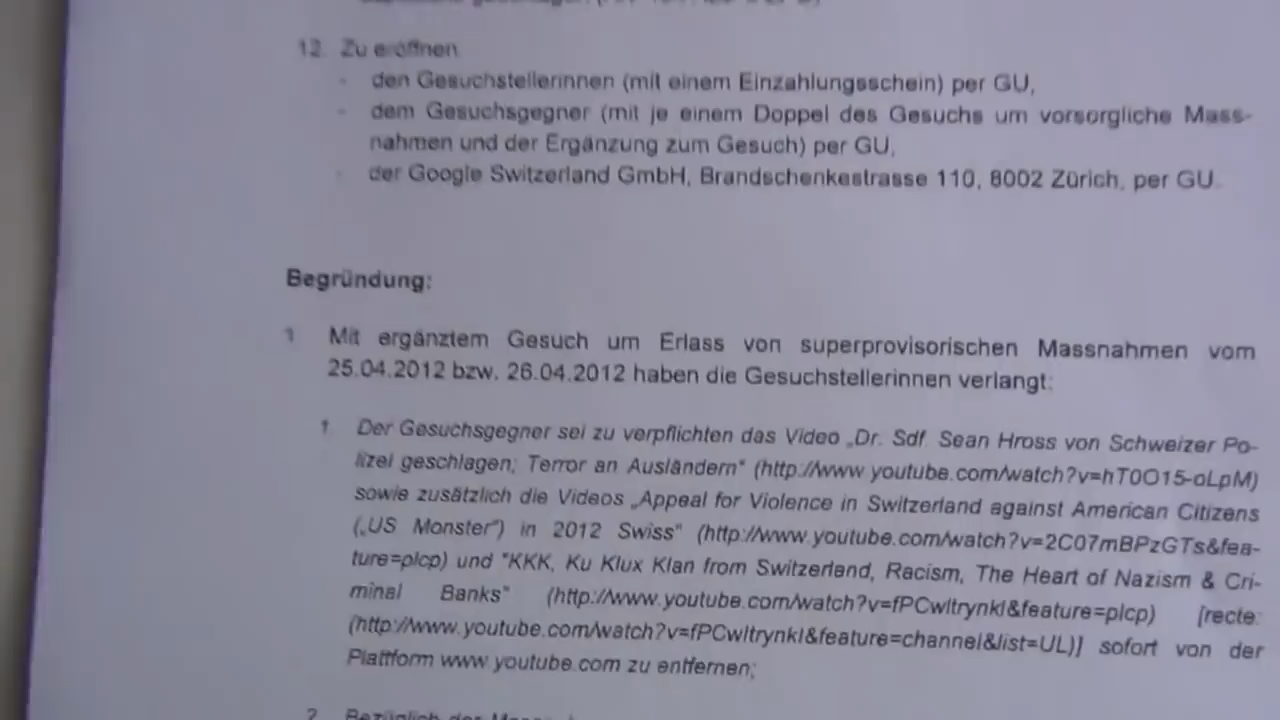 12. Zu eröffnen
- den Gesuchstellerinnen (mit einem Einzahlungsschein) per GU,
- dem Gesuchsgegner (mit je einem Doppel des Gesuchs um vorsorgliche Mass-
nahmen und der Ergänzung zum Gesuch) per GU,
- der Google Switzerland GmbH, Brandschenkestrasse 110, 8002 Zürich, per GU.
Begründung:
1 Mit ergänztem Gesuch um Erlass von superprovisorischen Massnahmen vom
25.04.2012 bzw. 26.04.2012 haben die Gesuchstellerinnen verlangt:
1. Der Gesuchsgegner sei zu verpflichten das Video „Dr. Sdf. Sean Hross von Schweizer Po-
lizei geschlagen; Terror an Ausländern" (http://www.youtube.com/watch?v=hT0O15-oLpM)
sowie zusätzlich die Videos „Appeal for Violence in Switzerland against American Citizens
(„US Monster") in 2012 Swiss" (http://www.youtube.com/watch?v=2C07mBPzGTs&fea-
ture=plcp) und "KKK, Ku Klux Klan from Switzerland, Racism, The Heart of Nazism & Cri-
minal Banks" (http://www.youtube.com/watch?v=fPCwltrynkI&feature=plcp) [recte:
(http://www.youtube.com/watch?v=fPCwltrynkI&feature=channel&list=UL)] sofort von der
Plattform www.youtube.com zu entfernen;
2. Bezüglich der